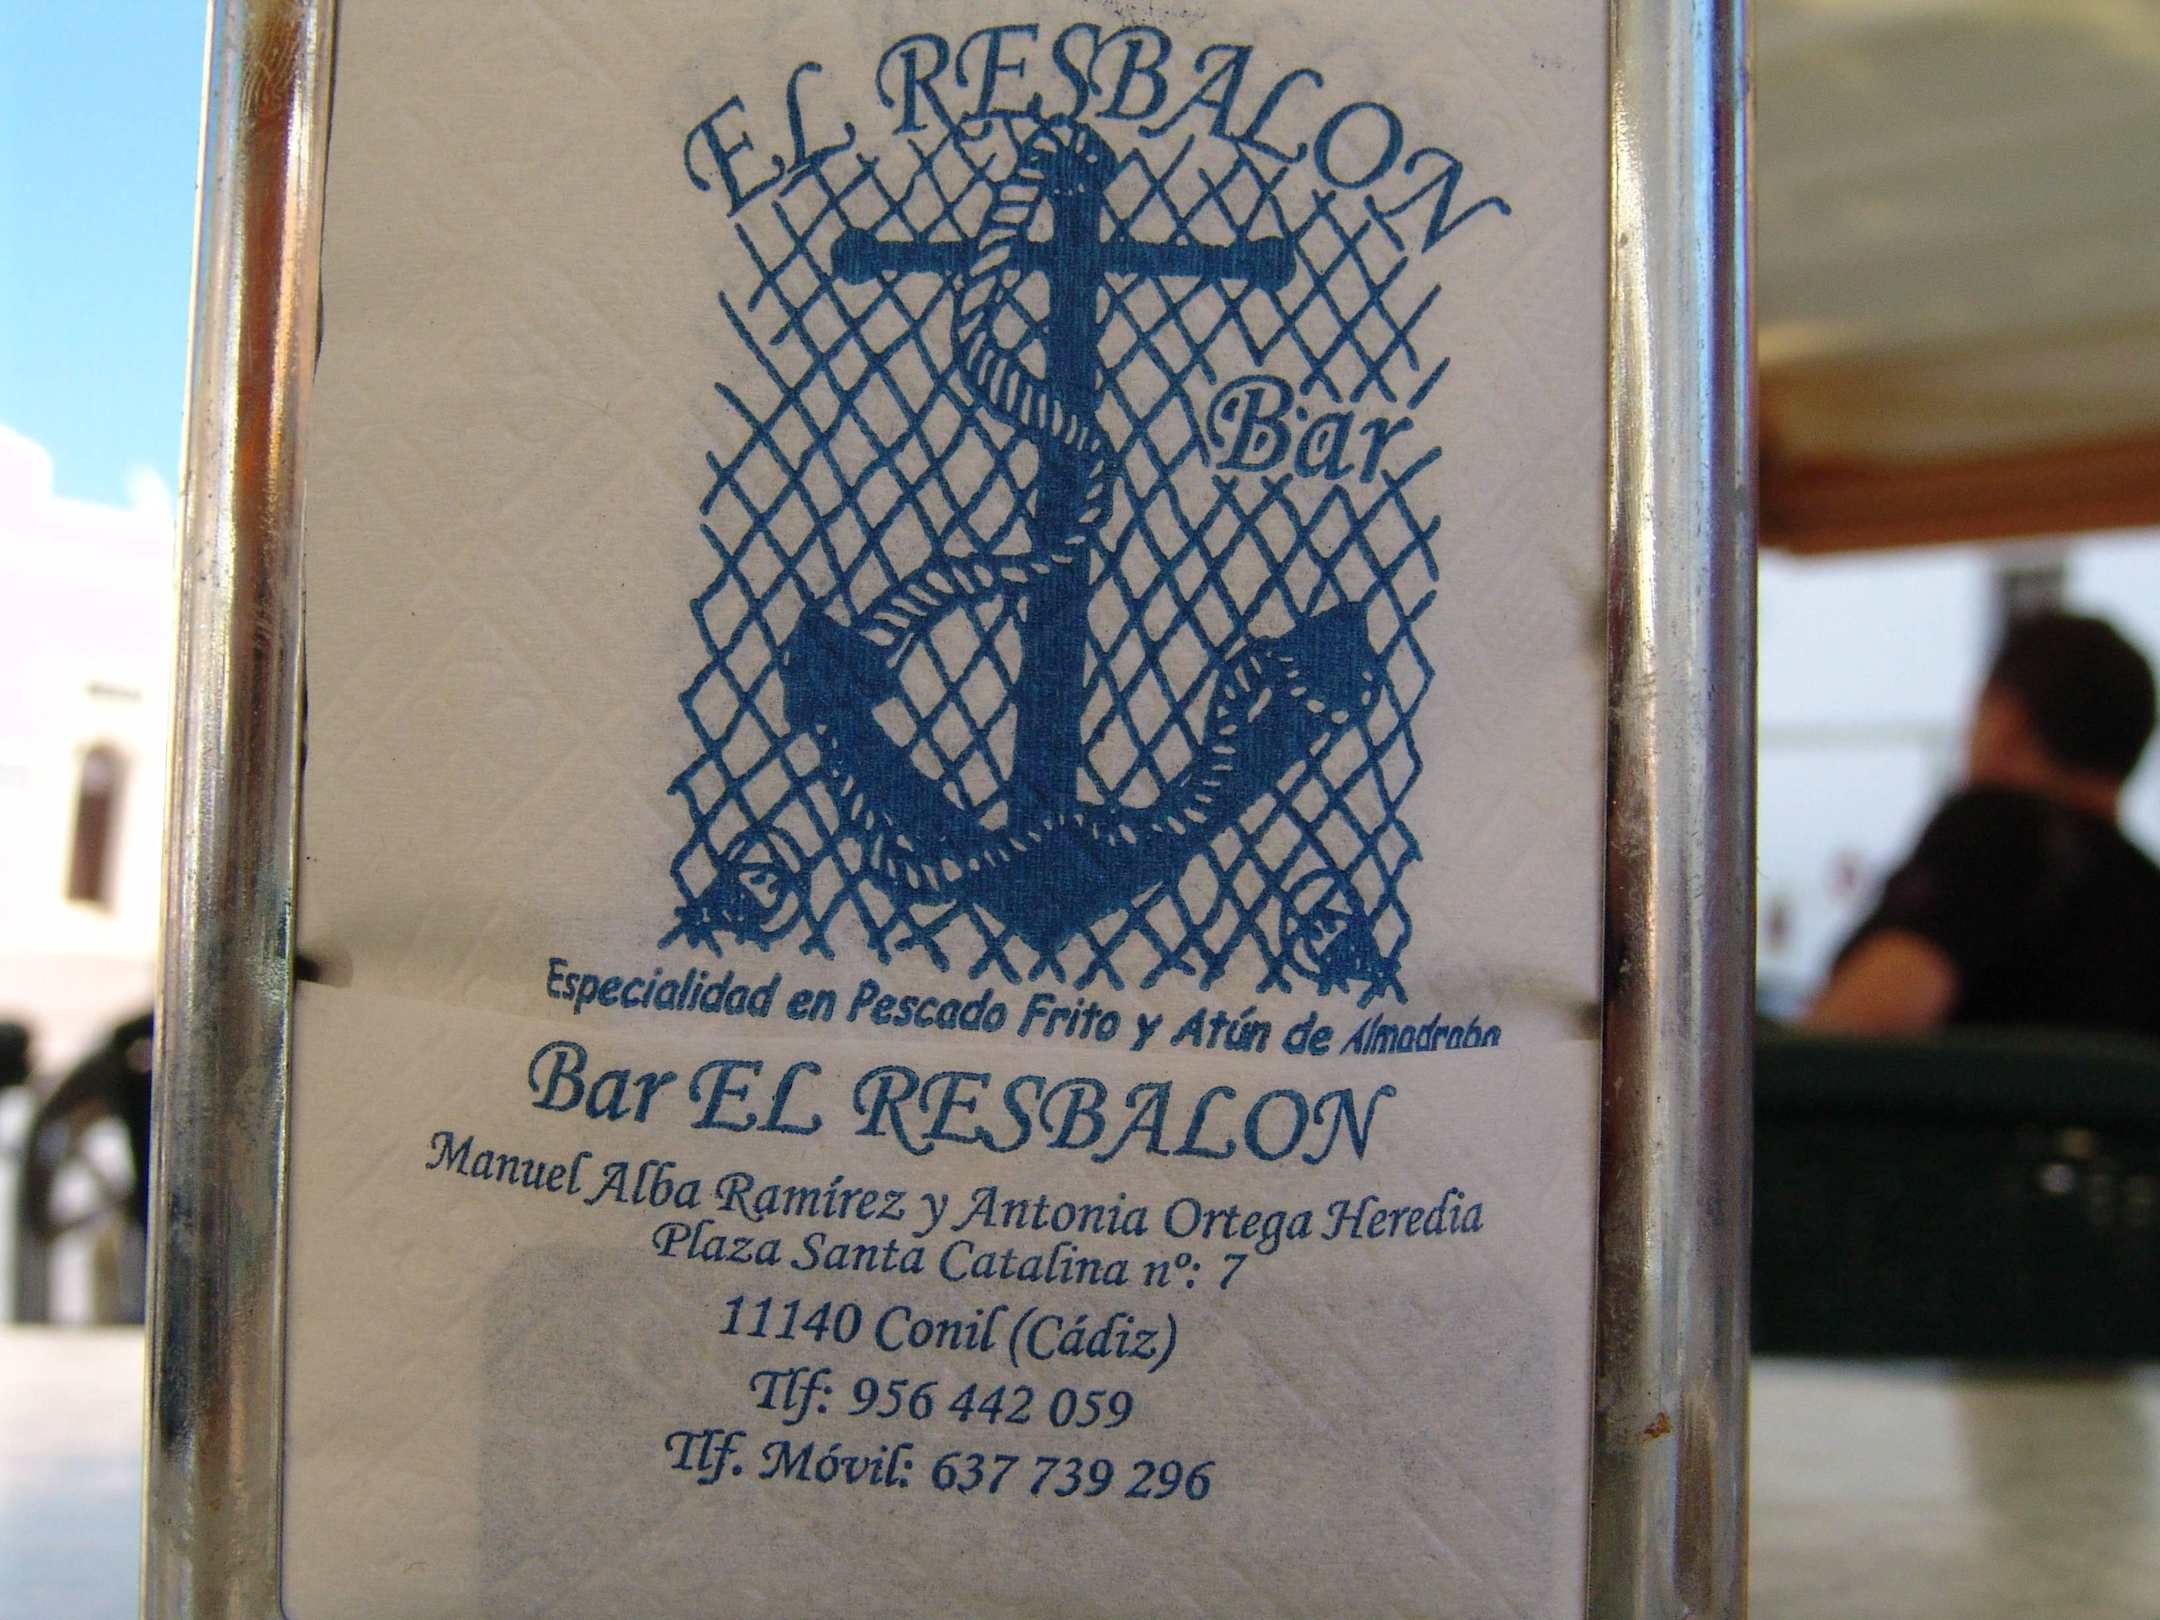 EL RESBALON
Bar
Especialidad en Pescado Frito y Atún de Almadraba
Bar EL RESBALON
Manuel Alba Ramírez y Antonia Ortega Heredia
Plaza Santa Catalina nº: 7
11140 Conil (Cádiz)
Tlf: 956 442 059
Tlf. Móvil: 637 739 296